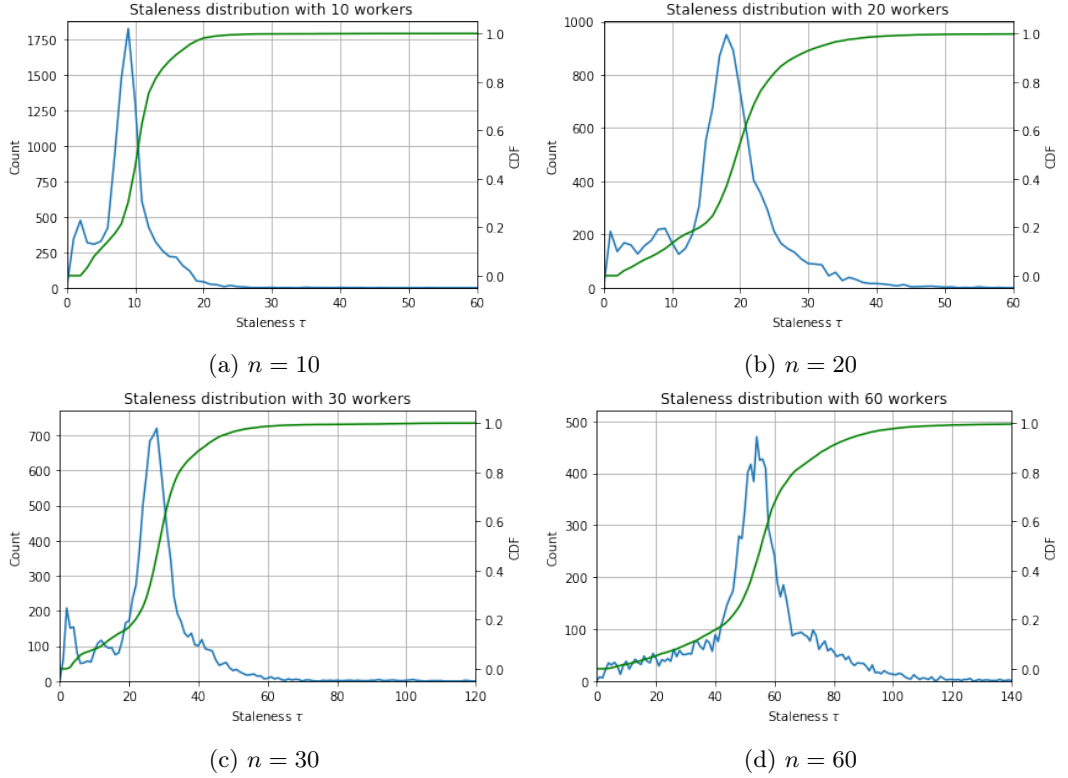 Staleness distribution with 10 workers
1750
1500
1250
1000
750
500
250
0
Count
1.0
0.8
0.6
0.4
0.2
0.0
CDF
0 10 20 30 40 50 60
Staleness τ
(a) n = 10
Staleness distribution with 20 workers
1000
800
600
400
200
0
Count
1.0
0.8
0.6
0.4
0.2
0.0
CDF
0 10 20 30 40 50 60
Staleness τ
(b) n = 20
Staleness distribution with 30 workers
700
600
500
400
300
200
100
0
Count
1.0
0.8
0.6
0.4
0.2
0.0
CDF
0 20 40 60 80 100 120
Staleness τ
(c) n = 30
Staleness distribution with 60 workers
500
400
300
200
100
0
Count
1.0
0.8
0.6
0.4
0.2
0.0
CDF
0 20 40 60 80 100 120 140
Staleness τ
(d) n = 60